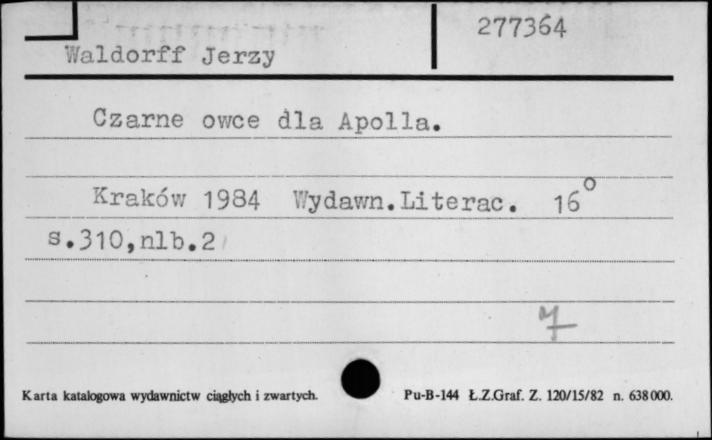 277364
Waldorff Jerzy
Czarne owce dla Apolla.
Kraków 1984 Wydawn.Literac. 16°
s.310,nlb.2
7
Karta katalogowa wydawnictw ciągłych i zwartych. Pu-B-144 Ł.Z.Graf. Z. 120/15/82 n. 638000.